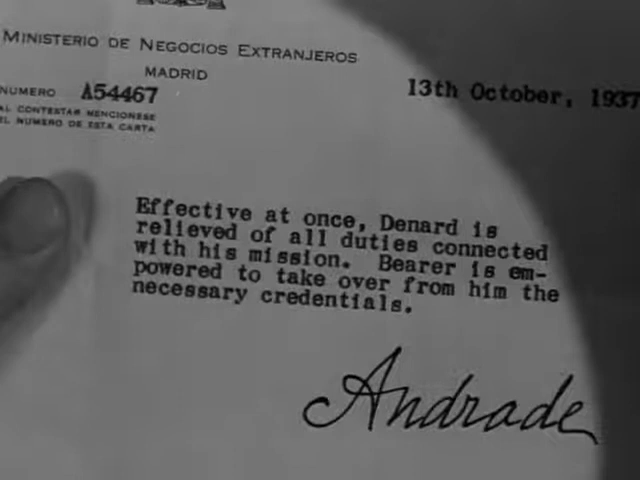 MINISTERIO DE NEGOCIOS EXTRANJEROS
MADRID
NUMERO A54467
AL CONTESTAR MENCIONESE
EL NUMERO DE ESTA CARTA
13th October, 1937
Effective at once, Denard is
relieved of all duties connected
with his mission. Bearer is em-
powered to take over from him the
necessary credentials.
Andrade